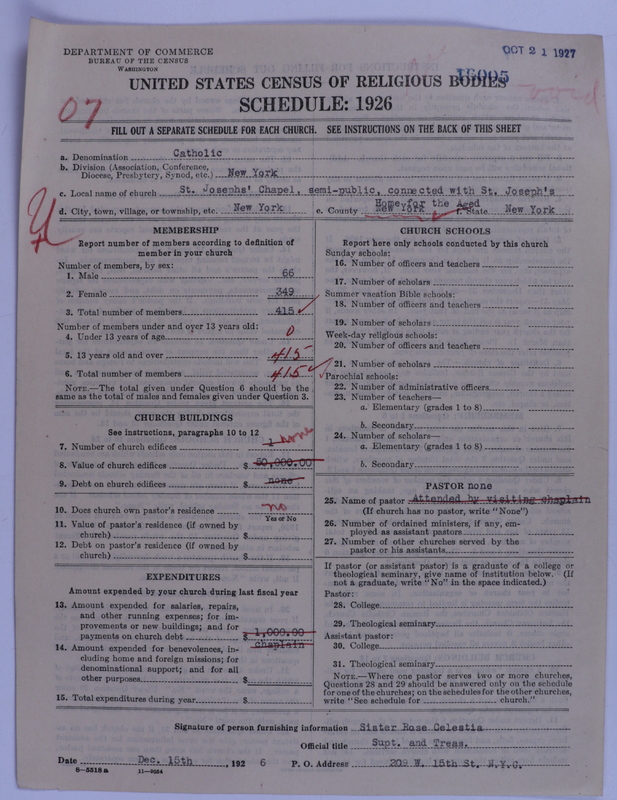 DEPARTMENT OF COMMERCE
BUREAU OF THE CENSUS
WASHINGTON
OCT 21 1927
16005
UNITED STATES CENSUS OF RELIGIOUS BODIES
SCHEDULE: 1926
07
FILL OUT A SEPARATE SCHEDULE FOR EACH CHURCH. SEE INSTRUCTIONS ON THE BACK OF THIS SHEET
a. Denomination Catholic
b. Division (Association, Conference, Diocese, Presbytery, Synod, etc.) New York
c. Local name of church St. Josephs' Chapel, semi-public, connected with St. Joseph's
Home for the Aged
d. City, town, village, or township, etc. New York e. County New York f. State New York
MEMBERSHIP
Report number of members according to definition of
member in your church
Number of members, by sex:
1. Male 66
2. Female 349
3. Total number of members 415
Number of members under and over 13 years old:
4. Under 13 years of age 0
5. 13 years old and over 415
6. Total number of members 415
NOTE.—The total given under Question 6 should be the
same as the total of males and females given under Question 3.
CHURCH BUILDINGS
See instructions, paragraphs 10 to 12
7. Number of church edifices 1 none
8. Value of church edifices $ 60,000.00
9. Debt on church edifices $ none
10. Does church own pastor's residence no
Yes or No
11. Value of pastor's residence (if owned by
church) $
12. Debt on pastor's residence (if owned by
church) $
EXPENDITURES
Amount expended by your church during last fiscal year
13. Amount expended for salaries, repairs,
and other running expenses; for im-
provements or new buildings; and for
payments on church debt $ 1,000.00
chaplain
14. Amount expended for benevolences, in-
cluding home and foreign missions; for
denominational support; and for all
other purposes $
15. Total expenditures during year $
CHURCH SCHOOLS
Report here only schools conducted by this church
Sunday schools:
16. Number of officers and teachers
17. Number of scholars
Summer vacation Bible schools:
18. Number of officers and teachers
19. Number of scholars
Week-day religious schools:
20. Number of officers and teachers
21. Number of scholars
Parochial schools:
22. Number of administrative officers
23. Number of teachers—
a. Elementary (grades 1 to 8)
b. Secondary
24. Number of scholars—
a. Elementary (grades 1 to 8)
b. Secondary
PASTOR none
25. Name of pastor Attended by visiting chaplain
(If church has no pastor, write "None")
26. Number of ordained ministers, if any, em-
ployed as assistant pastors
27. Number of other churches served by the
pastor or his assistants
If pastor (or assistant pastor) is a graduate of a college or
theological seminary, give name of institution below. (If
not a graduate, write "No" in the space indicated.)
Pastor:
28. College
29. Theological seminary
Assistant pastor:
30. College
31. Theological seminary
NOTE.—Where one pastor serves two or more churches,
Questions 28 and 29 should be answered only on the schedule
for one of the churches; on the schedules for the other churches,
write "See schedule for church."
Signature of person furnishing information Sister Rose Celestia
Official title Supt. and Treas.
Date Dec. 15th, 192 6 P. O. Address 209 W. 15th St. N.Y.C.
6—5518a 11—9554